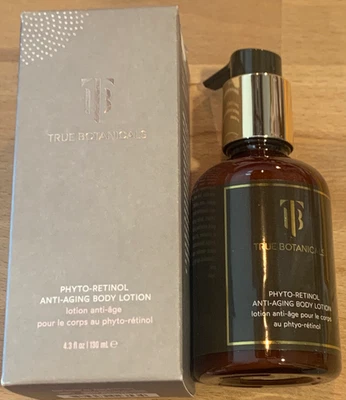 TB
TRUE BOTANICALS
PHYTO-RETINOL
ANTI-AGING BODY LOTION
lotion anti-âge
pour le corps au phyto-rétinol
4.3 fl oz | 130 mL ℮
TB
TRUE BOTANICALS
PHYTO-RETINOL
ANTI-AGING BODY LOTION
lotion anti-âge pour le corps
au phtyo-rétinol